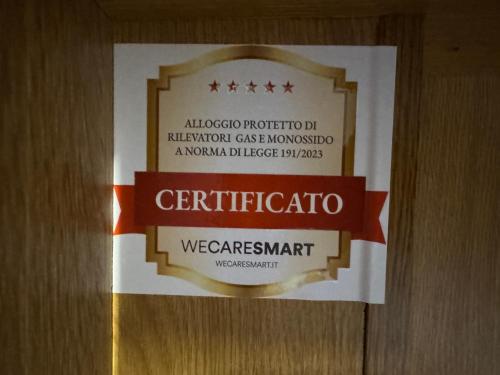 ALLOGGIO PROTETTO DI
RILEVATORI GAS E MONOSSIDO
A NORMA DI LEGGE 191/2023
CERTIFICATO
WECARESMART
WECARESMART.IT